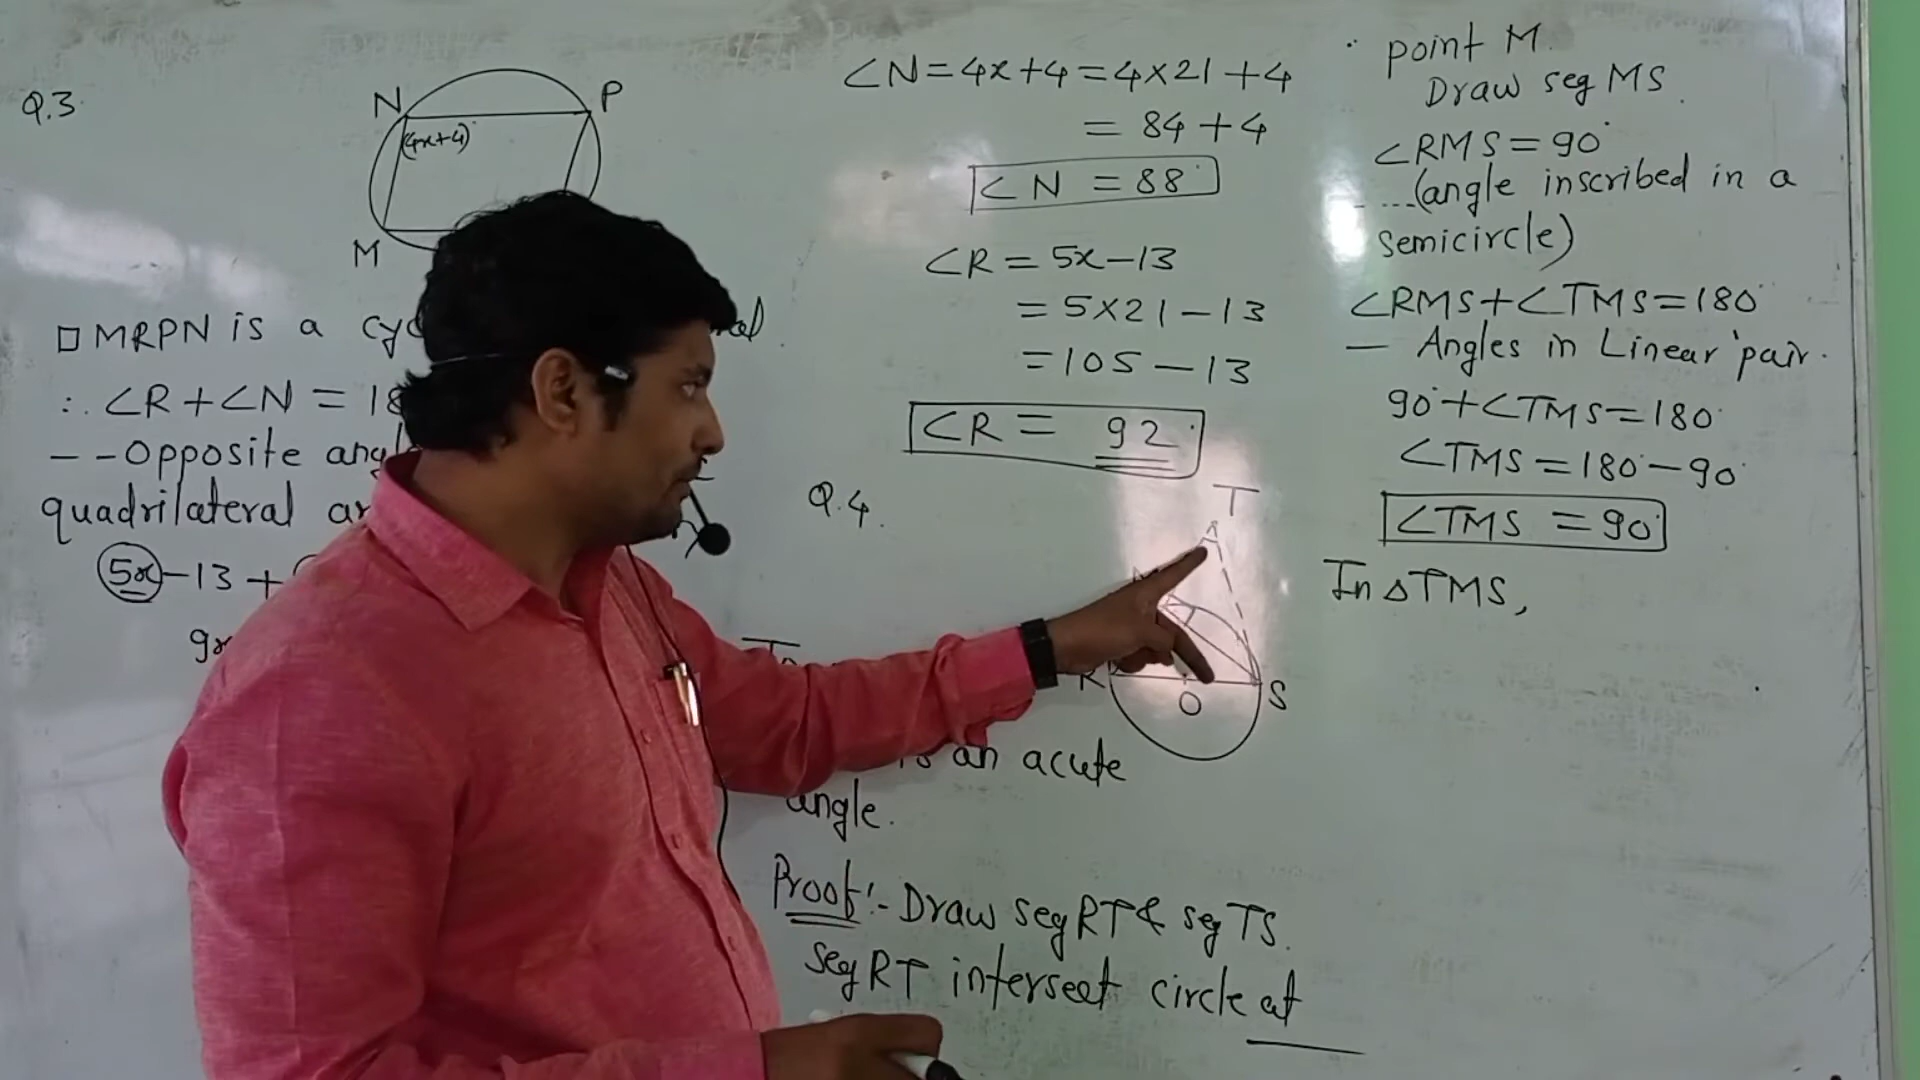 Q.3
N P
(4x+4)°
M
□ MRPN is a
∴ ∠R+∠N = 18
--Opposite ang
quadrilateral ar
5x-13+
9x
∠N=4x+4=4×21+4
= 84+4
∠N = 88°
∠R = 5x-13
= 5×21-13
=105-13
∠R = 92°
Q.4.
T
R O S
an acute
angle.
Proof:- Draw seg RT & seg TS.
seg RT intersect circle at
point M.
Draw seg MS.
∠RMS=90°
...(angle inscribed in a
semicircle)
∠RMS+∠TMS=180°
— Angles in Linear pair.
90°+∠TMS=180°
∠TMS=180°-90°
∠TMS = 90°
In △TMS,